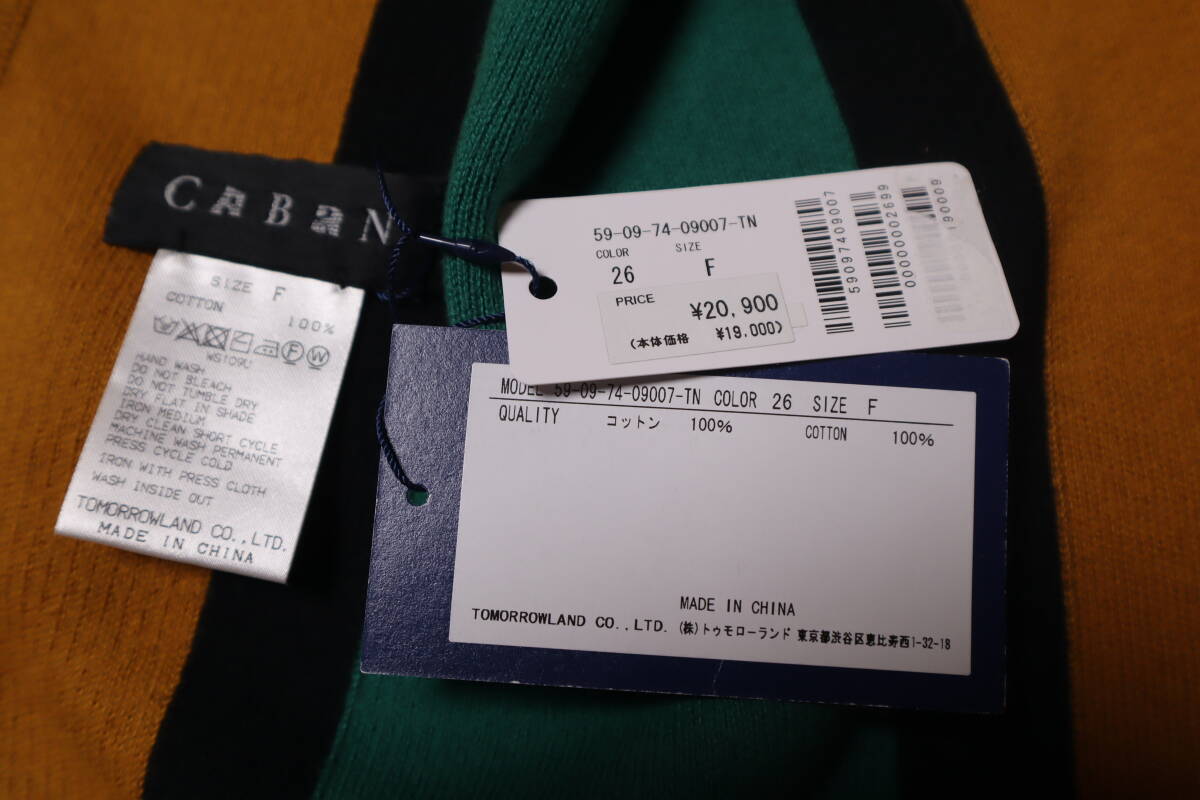 CABaN
SIZE F
COTTON 100%
WS109U
HAND WASH
DO NOT BLEACH
DO NOT TUMBLE DRY
DRY FLAT IN SHADE
IRON MEDIUM
DRY CLEAN SHORT CYCLE
MACHINE WASH PERMANENT
PRESS CYCLE COLD
IRON WITH PRESS CLOTH
WASH INSIDE OUT
TOMORROWLAND CO.,LTD.
MADE IN CHINA
59-09-74-09007-TN
COLOR SIZE
26 F
PRICE
¥20,900
(本体価格 ¥19,000)
59097409007
00000002699
190009
MODEL 59-09-74-09007-TN COLOR 26 SIZE F
QUALITY コットン 100% COTTON 100%
MADE IN CHINA
TOMORROWLAND CO.,LTD. (株)トゥモローランド 東京都渋谷区恵比寿西1-32-18